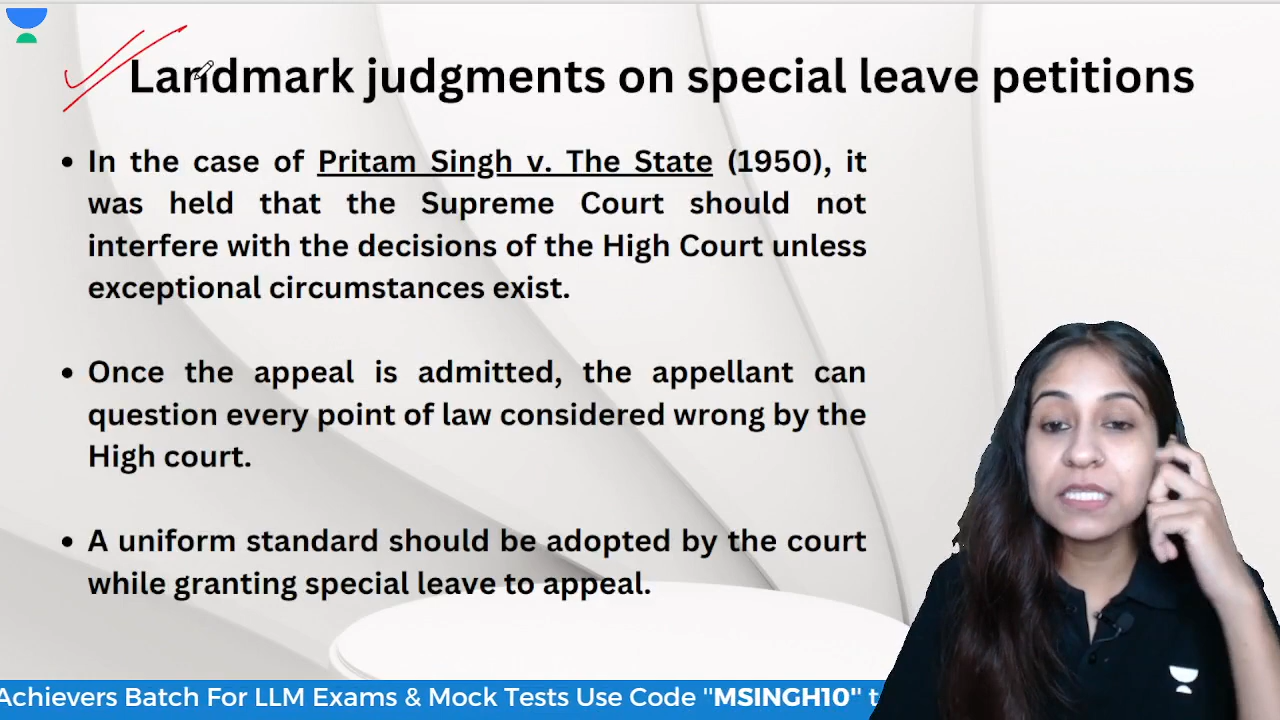 Landmark judgments on special leave petitions
• In the case of Pritam Singh v. The State (1950), it
was held that the Supreme Court should not
interfere with the decisions of the High Court unless
exceptional circumstances exist.
• Once the appeal is admitted, the appellant can
question every point of law considered wrong by the
High court.
• A uniform standard should be adopted by the court
while granting special leave to appeal.
Achievers Batch For LLM Exams & Mock Tests Use Code "MSINGH10" t